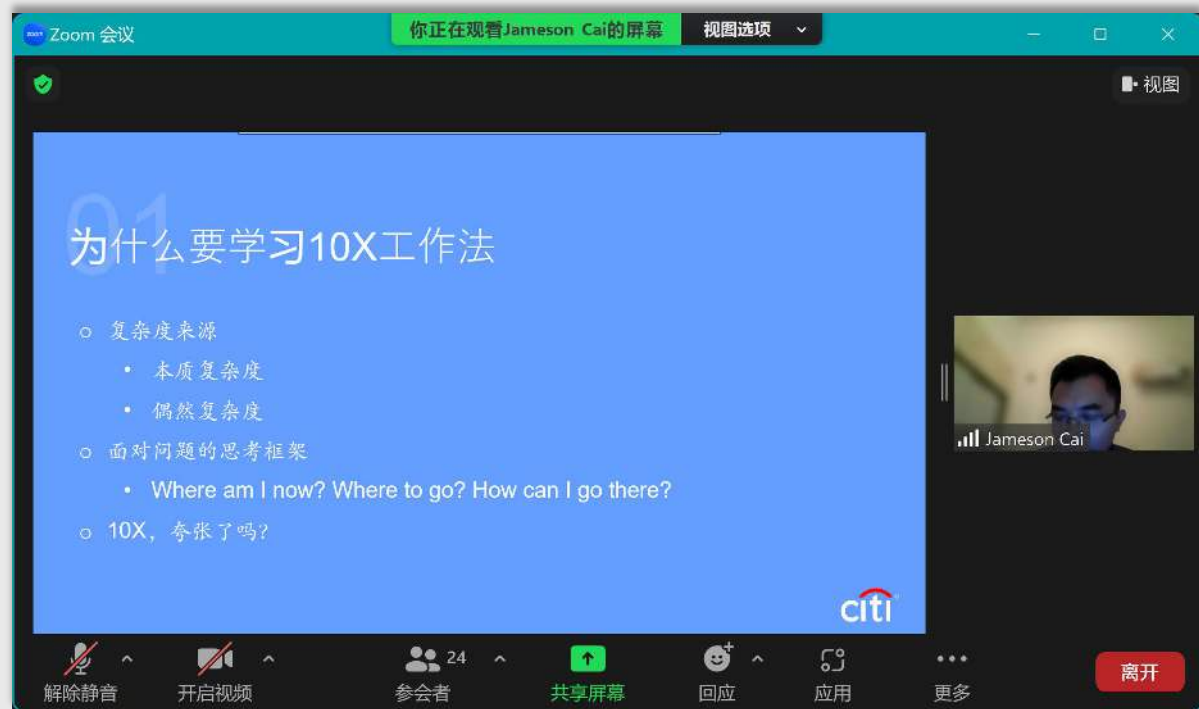 Zoom 会议
你正在观看Jameson Cai的屏幕
视图选项
视图
01
为什么要学习10X工作法
复杂度来源
本质复杂度
偶然复杂度
面对问题的思考框架
Where am I now? Where to go? How can I go there?
10X，夸张了吗？
citi
Jameson Cai
解除静音
开启视频
24
参会者
共享屏幕
回应
应用
更多
离开